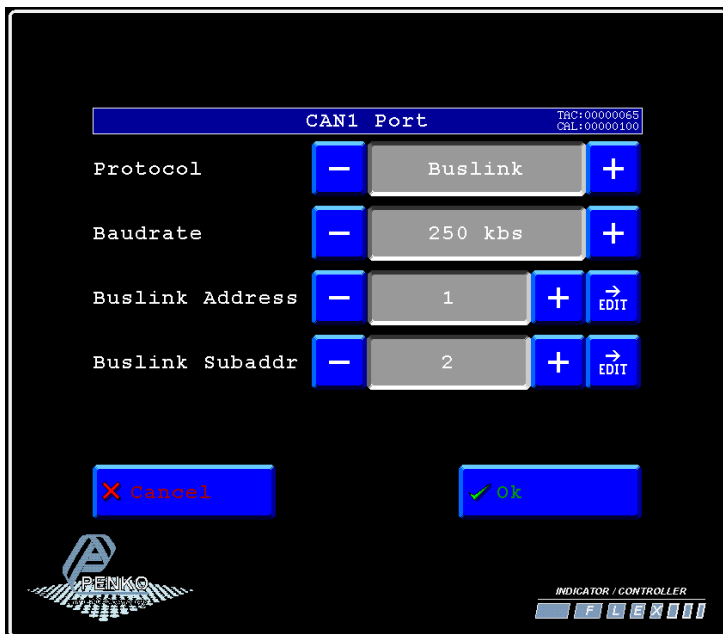 CAN1 Port
TAC:00000065
CAL:00000100
Protocol − Buslink +
Baudrate − 250 kbs +
Buslink Address − 1 + → EDIT
Buslink Subaddr − 2 + → EDIT
Cancel
Ok
PENKO
INDICATOR / CONTROLLER
FLEX